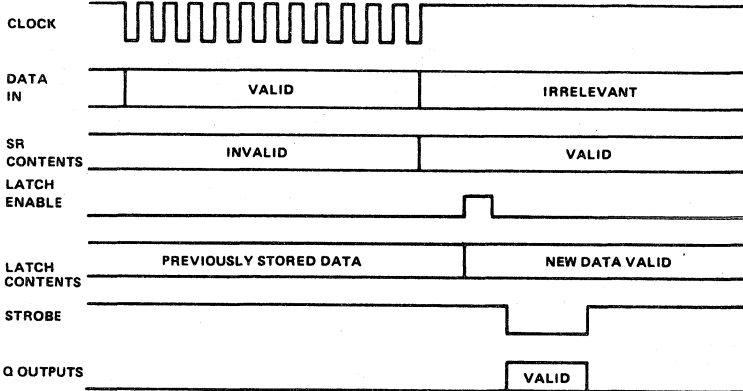 CLOCK
DATA
IN
VALID
IRRELEVANT
SR
CONTENTS
INVALID
VALID
LATCH
ENABLE
LATCH
CONTENTS
PREVIOUSLY STORED DATA
NEW DATA VALID
STROBE
Q OUTPUTS
VALID